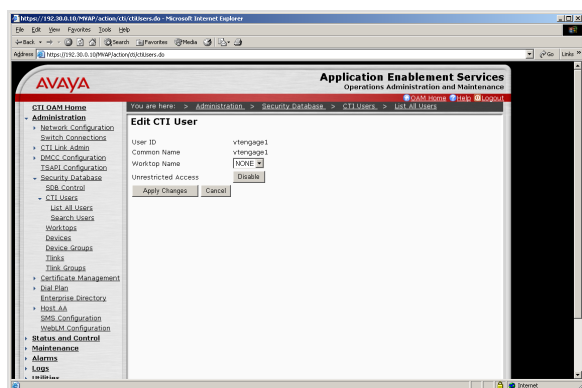 https://192.30.0.10/MVAP/action/cti/ctiUsers.do - Microsoft Internet Explorer
File Edit View Favorites Tools Help
Back Search Favorites Media
Address https://192.30.0.10/MVAP/action/cti/ctiUsers.do Go Links »
AVAYA
Application Enablement Services
Operations Administration and Maintenance
OAM Home Help Logout
You are here: > Administration > Security Database > CTI Users > List All Users
CTI OAM Home
Administration
Network Configuration
Switch Connections
CTI Link Admin
DMCC Configuration
TSAPI Configuration
Security Database
SDB Control
CTI Users
List All Users
Search Users
Worktops
Devices
Device Groups
Tlinks
Tlink Groups
Certificate Management
Dial Plan
Enterprise Directory
Host AA
SMS Configuration
WebLM Configuration
Status and Control
Maintenance
Alarms
Logs
Utilities
Edit CTI User
User ID vtengage1
Common Name vtengage1
Worktop Name NONE
Unrestricted Access Disable
Apply Changes Cancel
Internet